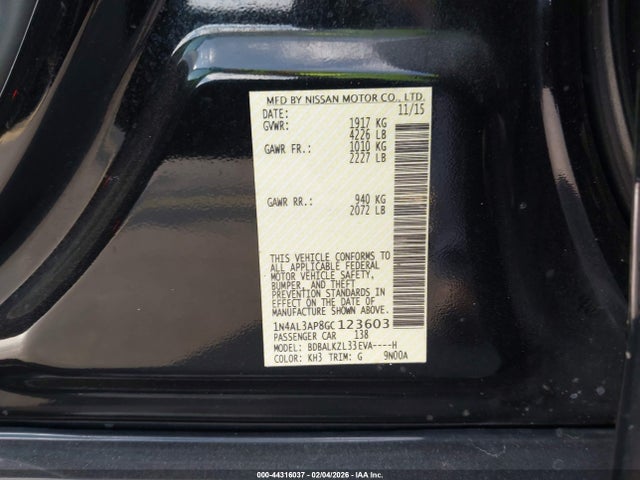 MFD BY NISSAN MOTOR CO., LTD.
DATE: 11/15
GVWR: 1917 KG
4226 LB
GAWR FR.: 1010 KG
2227 LB
GAWR RR.: 940 KG
2072 LB
THIS VEHICLE CONFORMS TO
ALL APPLICABLE FEDERAL
MOTOR VEHICLE SAFETY,
BUMPER, AND THEFT
PREVENTION STANDARDS
IN EFFECT ON THE DATE OF
MANUFACTURE SHOWN ABOVE.
1N4AL3AP8GC123603
PASSENGER CAR 138
MODEL: BDBALKZL33EVA----H
COLOR: KH3 TRIM: G 9N00A
000-44316037 - 02/04/2026 - IAA Inc.